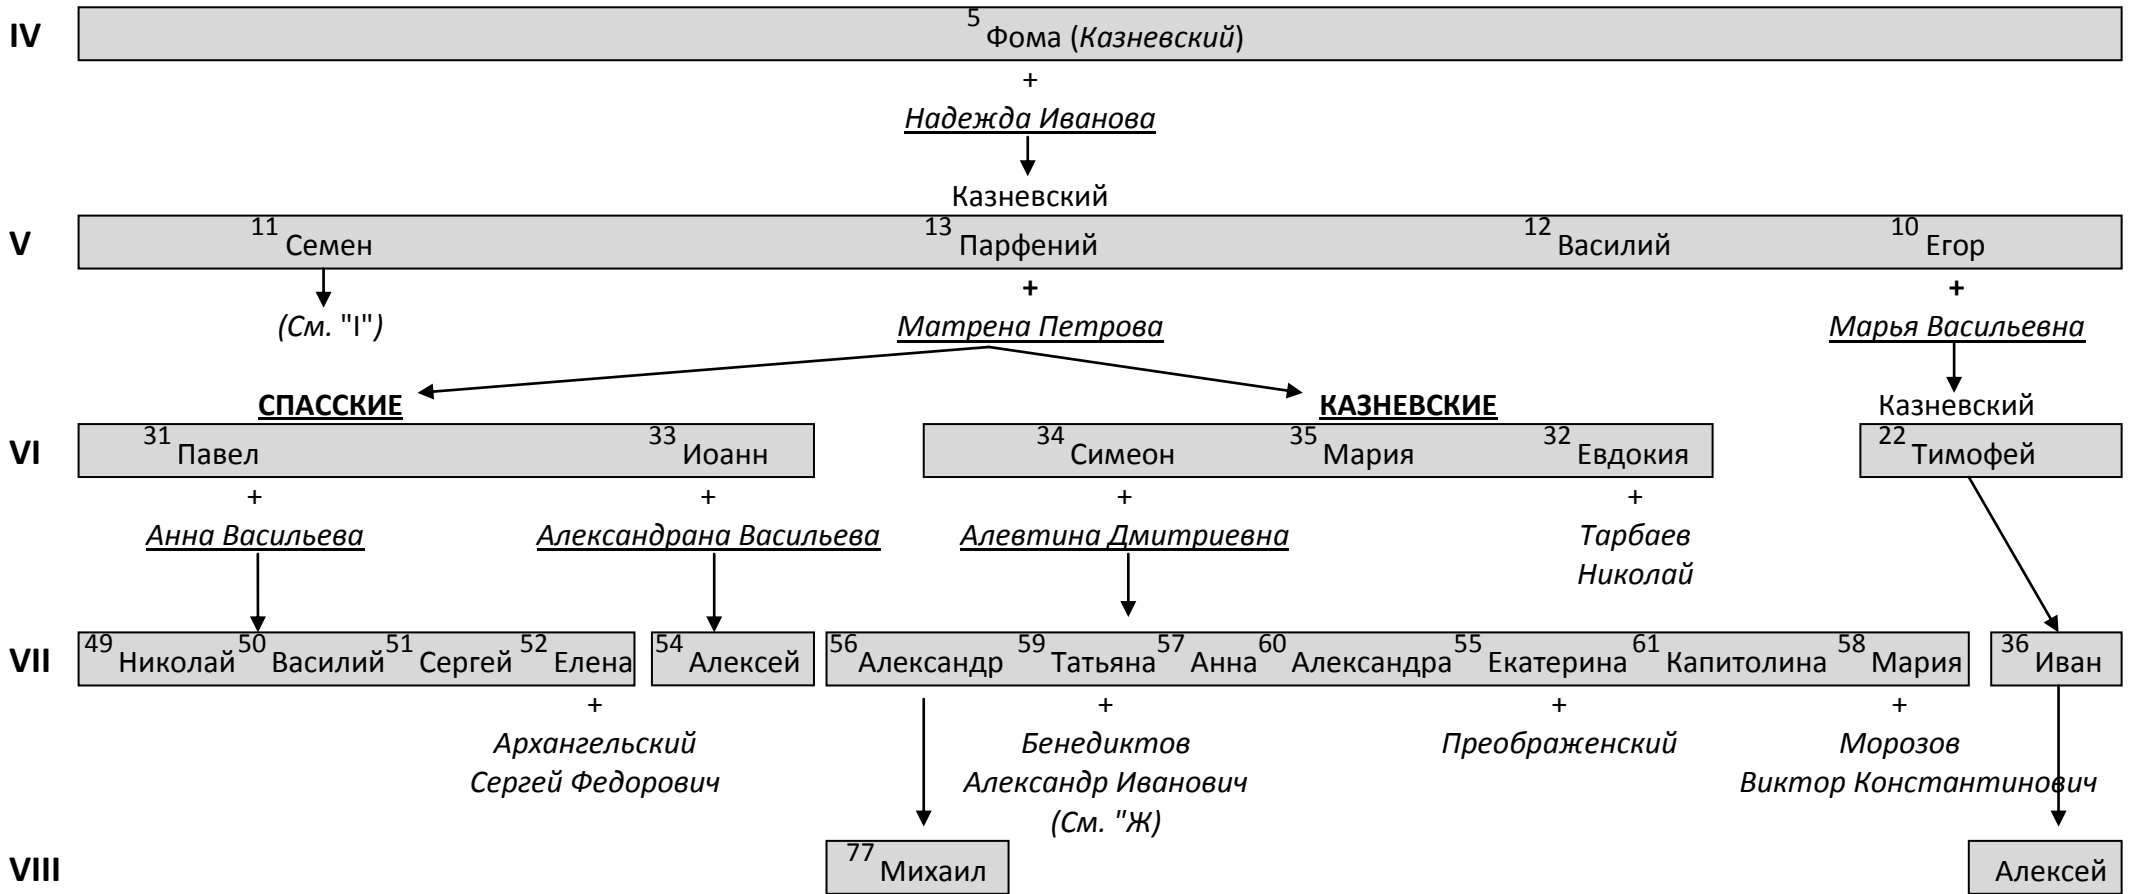 IV
5 Фома (Казневский)
+
Надежда Иванова
Казневский
V
11 Семен 13 Парфений 12 Василий 10 Егор
+ +
(См. "I") Матрена Петрова Марья Васильевна
СПАССКИЕ КАЗНЕВСКИЕ Казневский
VI
31 Павел 33 Иоанн 34 Симеон 35 Мария 32 Евдокия 22 Тимофей
+ + + +
Анна Васильева Александрана Васильева Алевтина Дмитриевна Тарбаев
Николай
VII
49 Николай 50 Василий 51 Сергей 52 Елена 54 Алексей 56 Александр 59 Татьяна 57 Анна 60 Александра 55 Екатерина 61 Капитолина 58 Мария 36 Иван
+ + + +
Архангельский Бенедиктов Преображенский Морозов
Сергей Федорович Александр Иванович Виктор Константинович
(См. "Ж)
VIII
77 Михаил Алексей